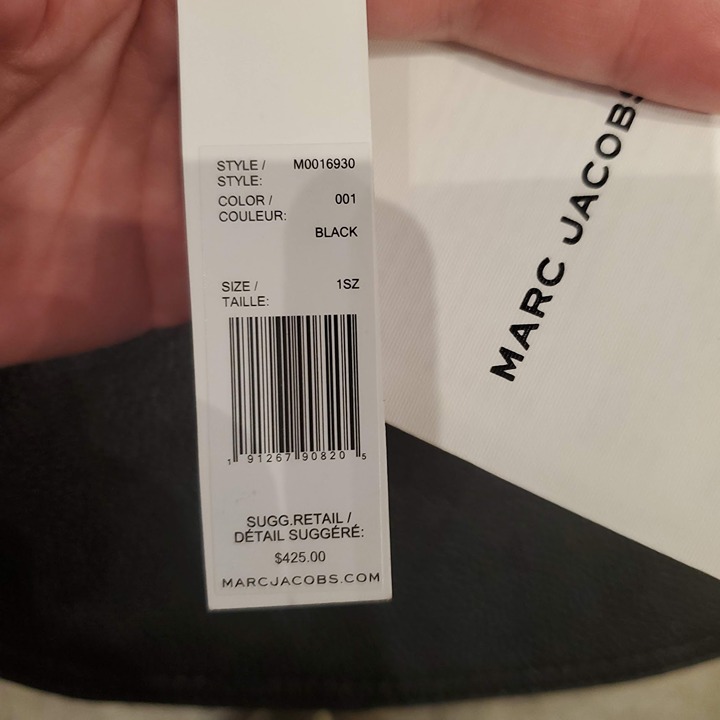 STYLE / M0016930
STYLE:
COLOR / 001
COULEUR:
BLACK
SIZE / 1SZ
TAILLE:
1 91267 90820 5
SUGG.RETAIL /
DÉTAIL SUGGÉRÉ:
$425.00
MARCJACOBS.COM
MARC JACOBS